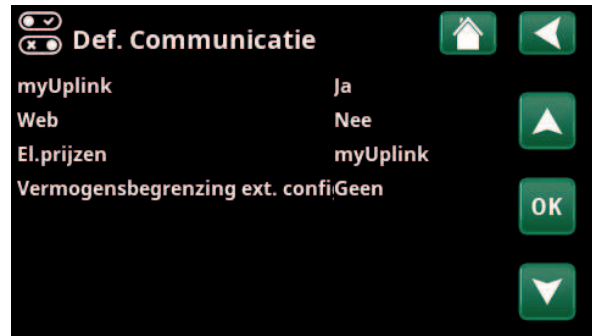 Def. Communicatie
myUplink Ja
Web Nee
El.prijzen myUplink
Vermogensbegrenzing ext. confi Geen
OK